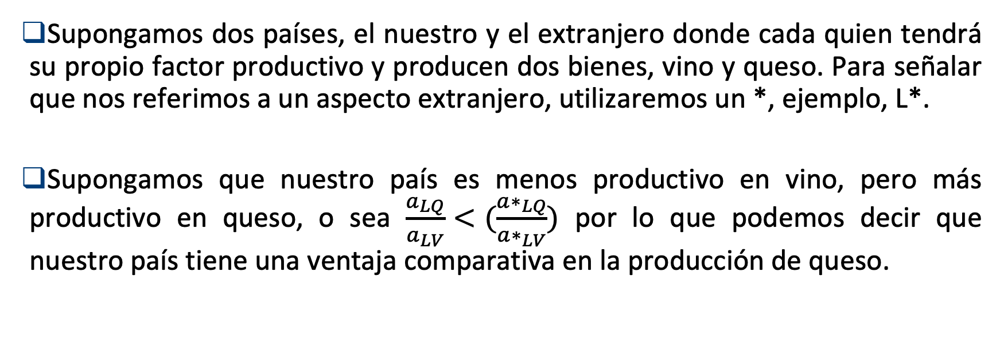 ❑Supongamos dos países, el nuestro y el extranjero donde cada quien tendrá
su propio factor productivo y producen dos bienes, vino y queso. Para señalar
que nos referimos a un aspecto extranjero, utilizaremos un *, ejemplo, L*.
❑Supongamos que nuestro país es menos productivo en vino, pero más
productivo en queso, o sea $\frac{a_{LQ}}{a_{LV}} < (\frac{a*_{LQ}}{a*_{LV}})$ por lo que podemos decir que
nuestro país tiene una ventaja comparativa en la producción de queso.